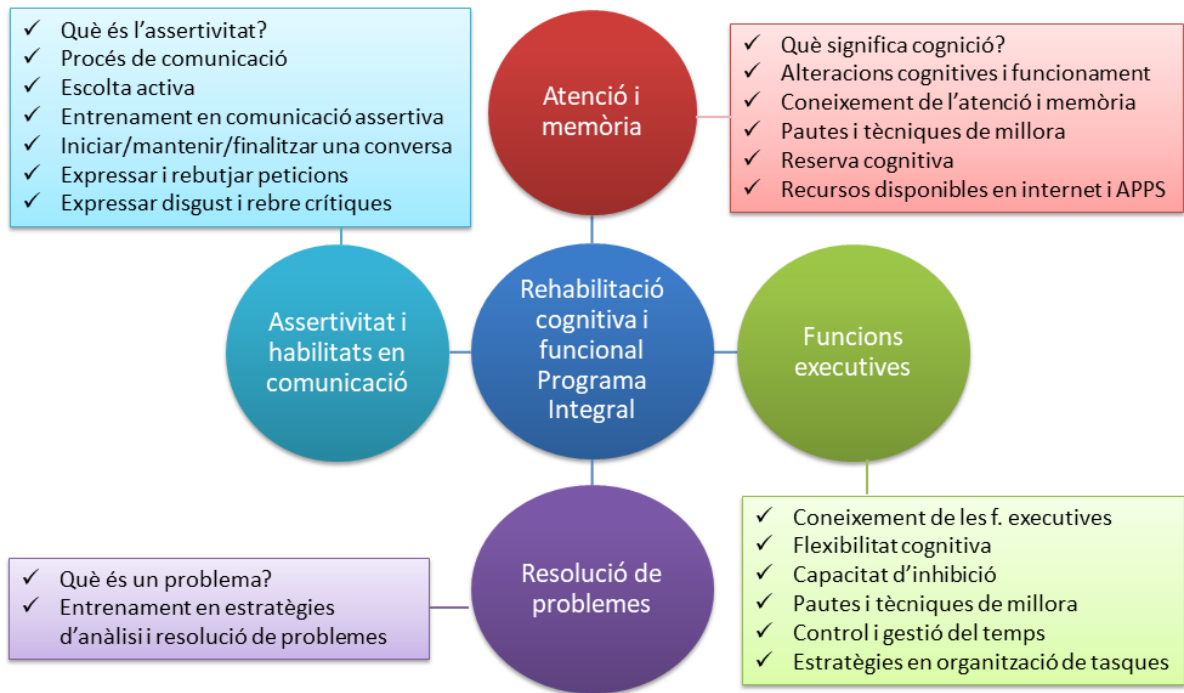 Què és l'assertivitat?
Procés de comunicació
Escolta activa
Entrenament en comunicació assertiva
Iniciar/mantenir/finalitzar una conversa
Expressar i rebutjar peticions
Expressar disgust i rebre crítiques
Atenció i
memòria
Què significa cognició?
Alteracions cognitives i funcionament
Coneixement de l'atenció i memòria
Pautes i tècniques de millora
Reserva cognitiva
Recursos disponibles en internet i APPS
Assertivitat i
habilitats en
comunicació
Rehabilitació
cognitiva i
funcional
Programa
Integral
Funcions
executives
Què és un problema?
Entrenament en estratègies
d'anàlisi i resolució de problemes
Resolució de
problemes
Coneixement de les f. executives
Flexibilitat cognitiva
Capacitat d'inhibició
Pautes i tècniques de millora
Control i gestió del temps
Estratègies en organització de tasques